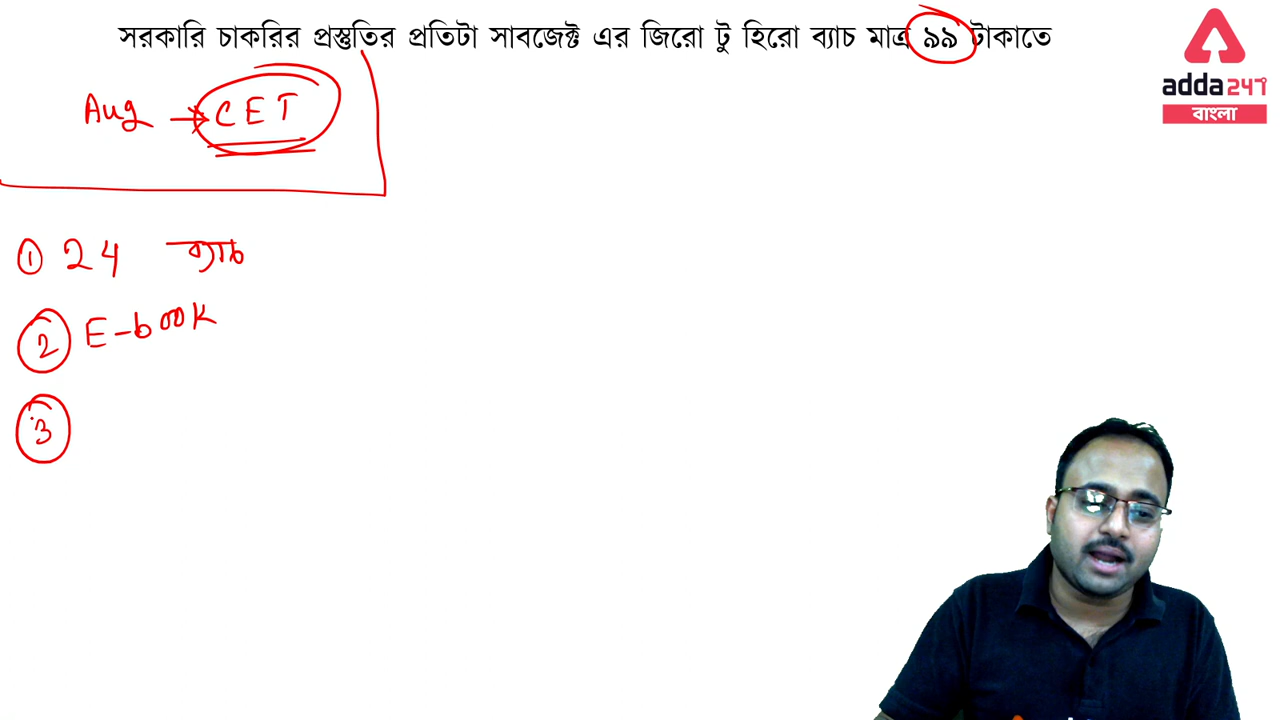 সরকারি চাকরির প্রস্তুতির প্রতিটা সাবজেক্ট এর জিরো টু হিরো ব্যাচ মাত্র ৯৯ টাকাতে
adda247
বাংলা
Aug → CET
① 24 ব্যাচ
② E-book
③